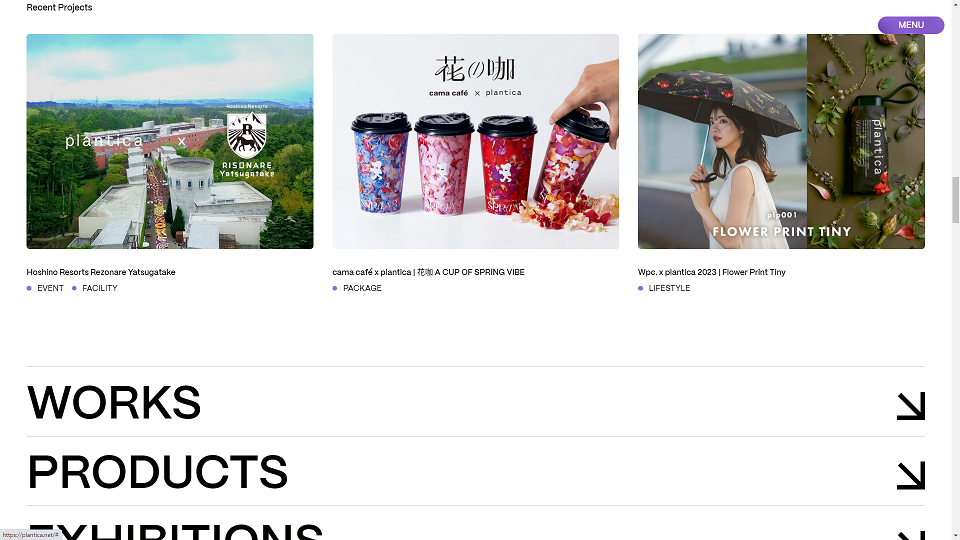 Recent Projects
MENU
plantica x
Hoshino Resorts
R
RISONARE
Yatsugatake
花の咖
cama café x plantica
plp001
FLOWER PRINT TINY
plantica
Hoshino Resorts Rezonare Yatsugatake
EVENT FACILITY
cama café x plantica | 花咖 A CUP OF SPRING VIBE
PACKAGE
Wpc. x plantica 2023 | Flower Print Tiny
LIFESTYLE
WORKS
PRODUCTS
EXHIBITIONS
https://plantica.net/#